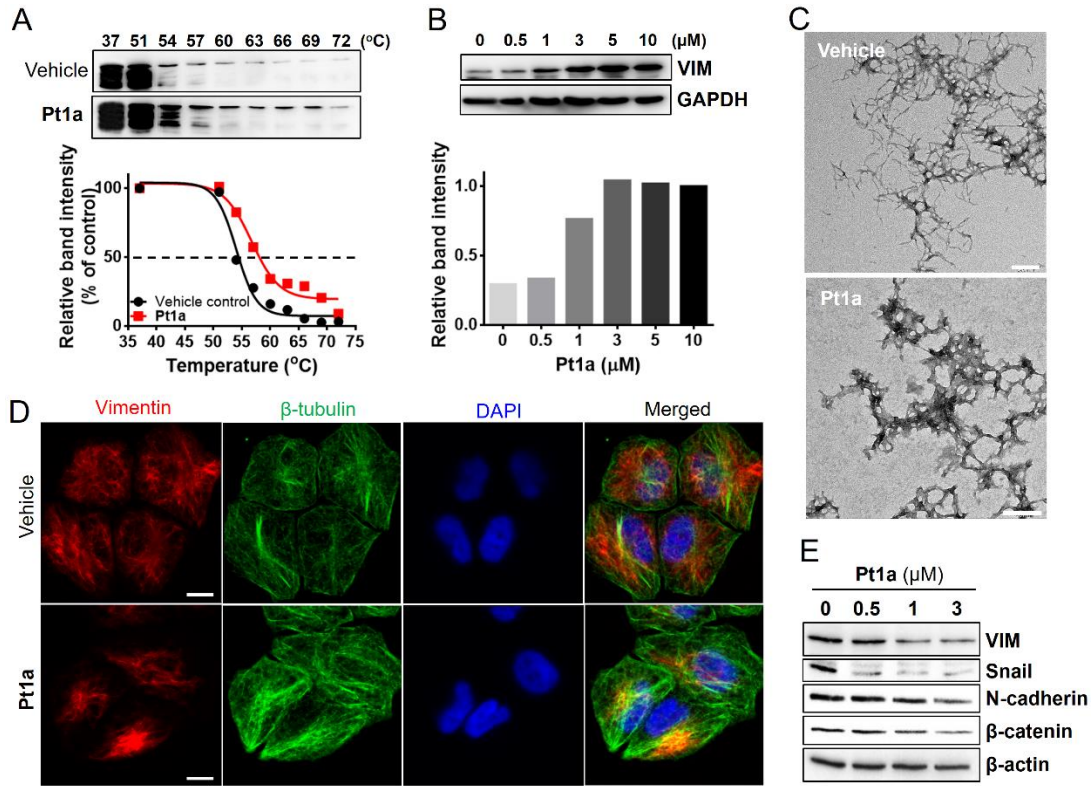 A
37 51 54 57 60 63 66 69 72 (°C)
Vehicle
Pt1a
Relative band intensity
(% of control)
100
50
0
Vehicle control
Pt1a
35 40 45 50 55 60 65 70 75
Temperature (°C)
B
0 0.5 1 3 5 10 (μM)
VIM
GAPDH
Relative band intensity
1.0
0.5
0.0
0 0.5 1 3 5 10
Pt1a (μM)
C
Vehicle
Pt1a
D
Vimentin β-tubulin DAPI Merged
Vehicle
Pt1a
E
Pt1a (μM)
0 0.5 1 3
VIM
Snail
N-cadherin
β-catenin
β-actin